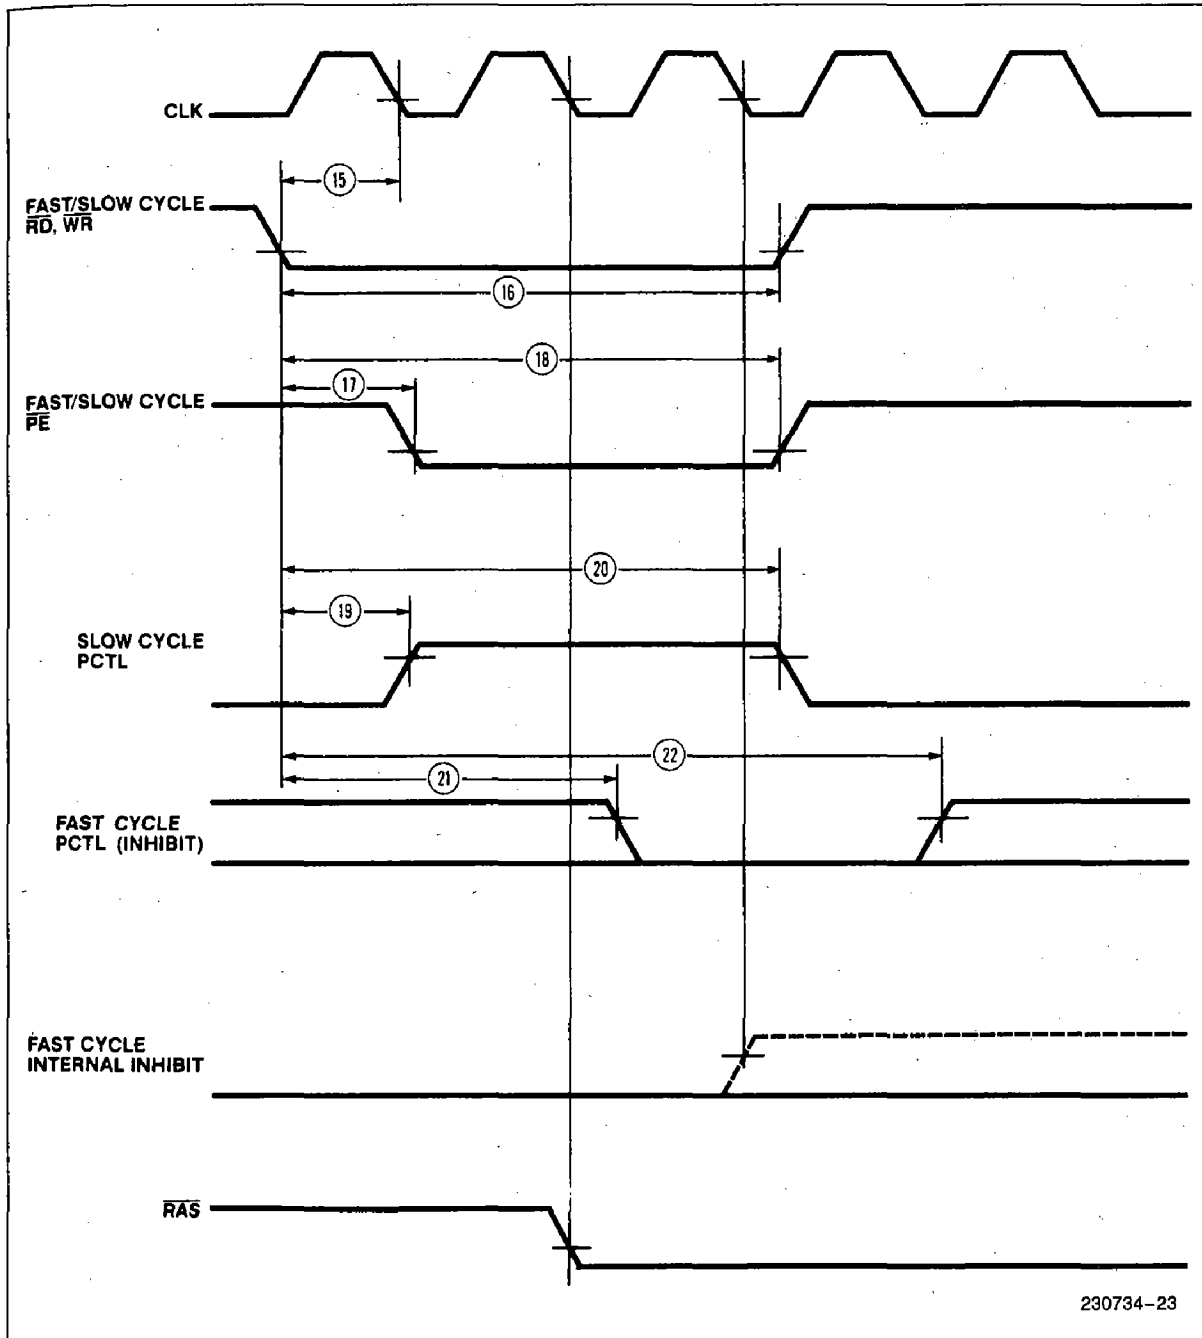 CLK
15
FAST/SLOW CYCLE
RD, WR
16
18
17
FAST/SLOW CYCLE
PE
20
19
SLOW CYCLE
PCTL
22
21
FAST CYCLE
PCTL (INHIBIT)
FAST CYCLE
INTERNAL INHIBIT
RAS
230734-23